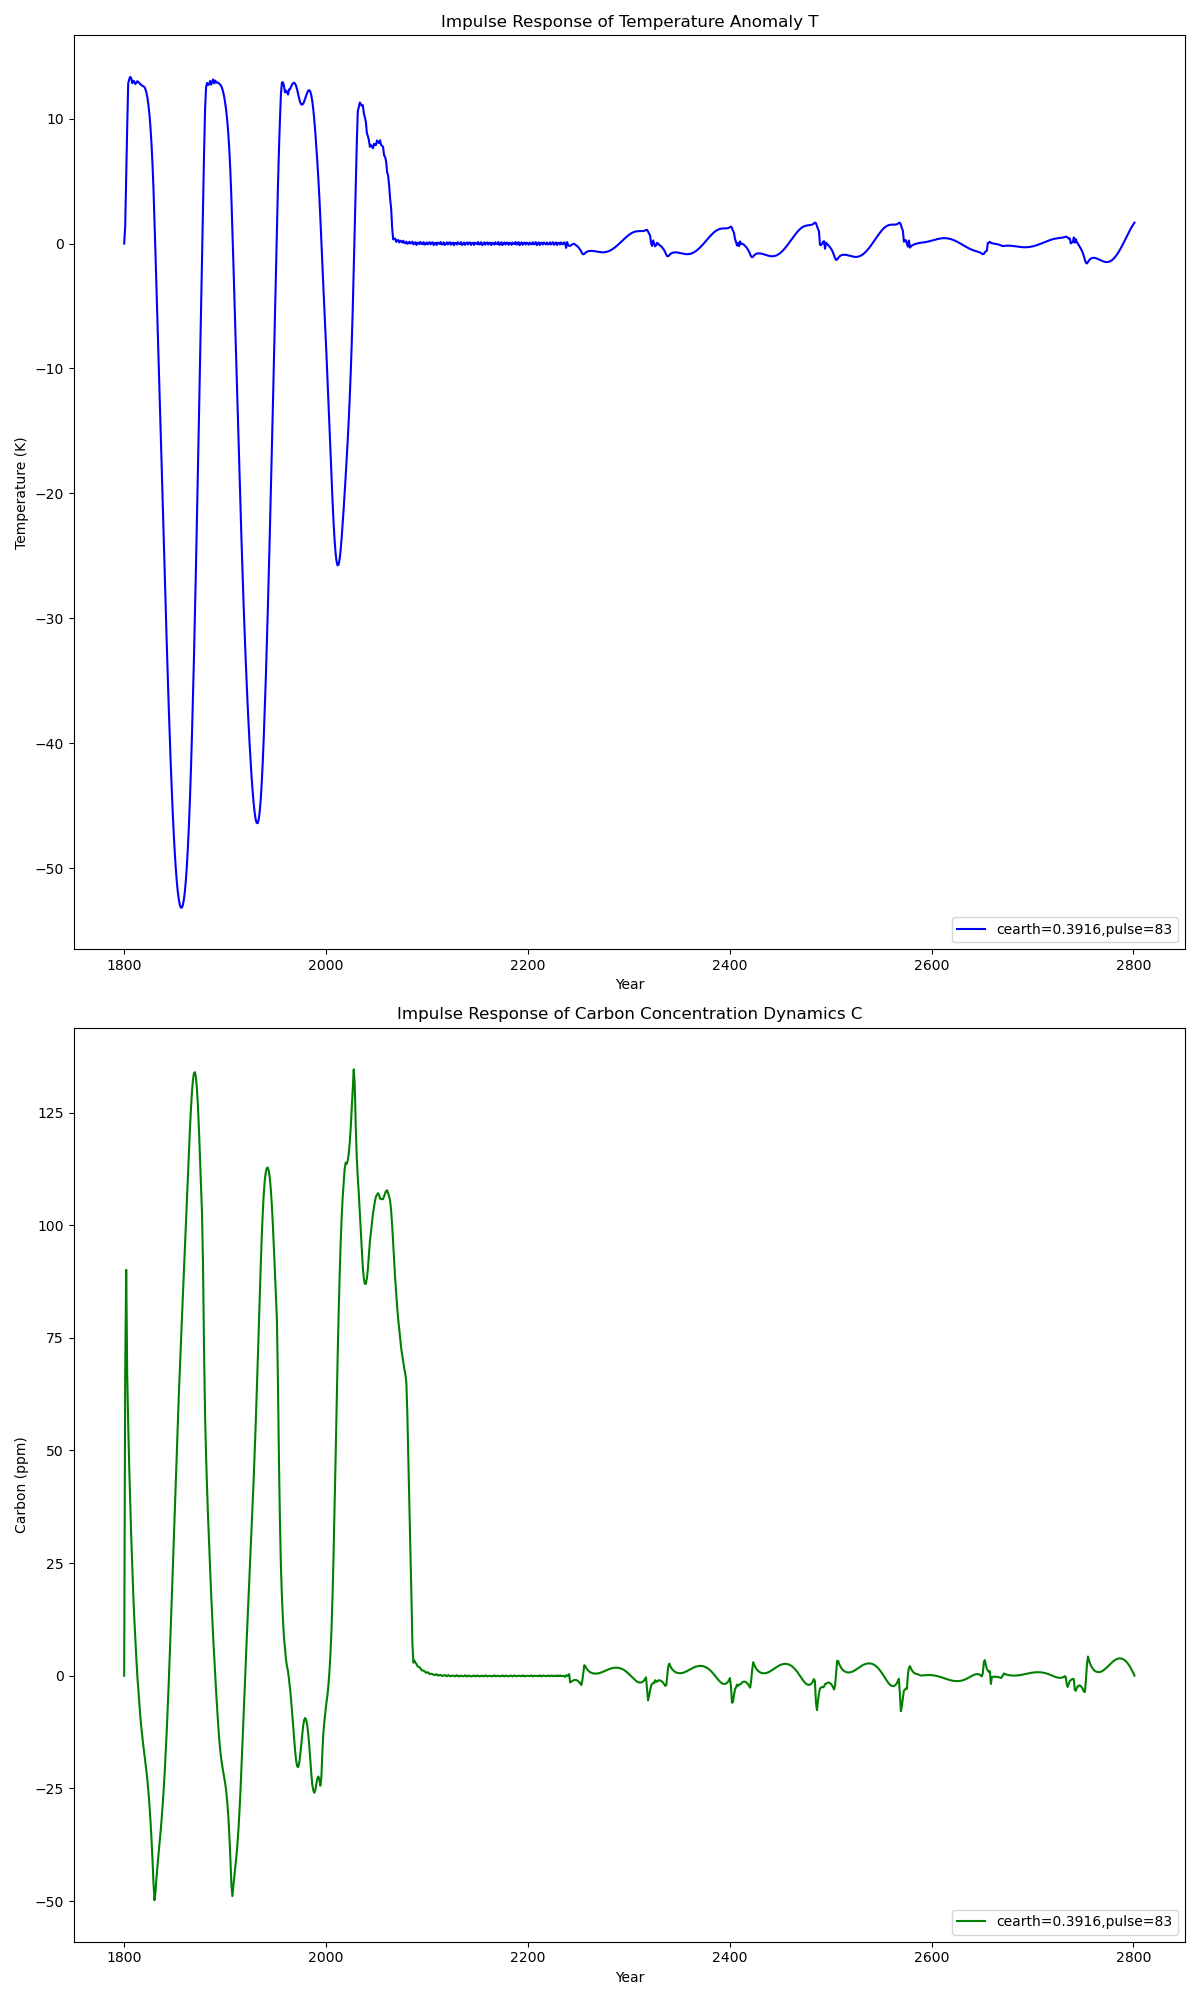 Impulse Response of Temperature Anomaly T
10
0
−10
−20
−30
−40
−50
Temperature (K)
cearth=0.3916,pulse=83
1800 2000 2200 2400 2600 2800
Year
Impulse Response of Carbon Concentration Dynamics C
125
100
75
50
25
0
−25
−50
Carbon (ppm)
cearth=0.3916,pulse=83
1800 2000 2200 2400 2600 2800
Year